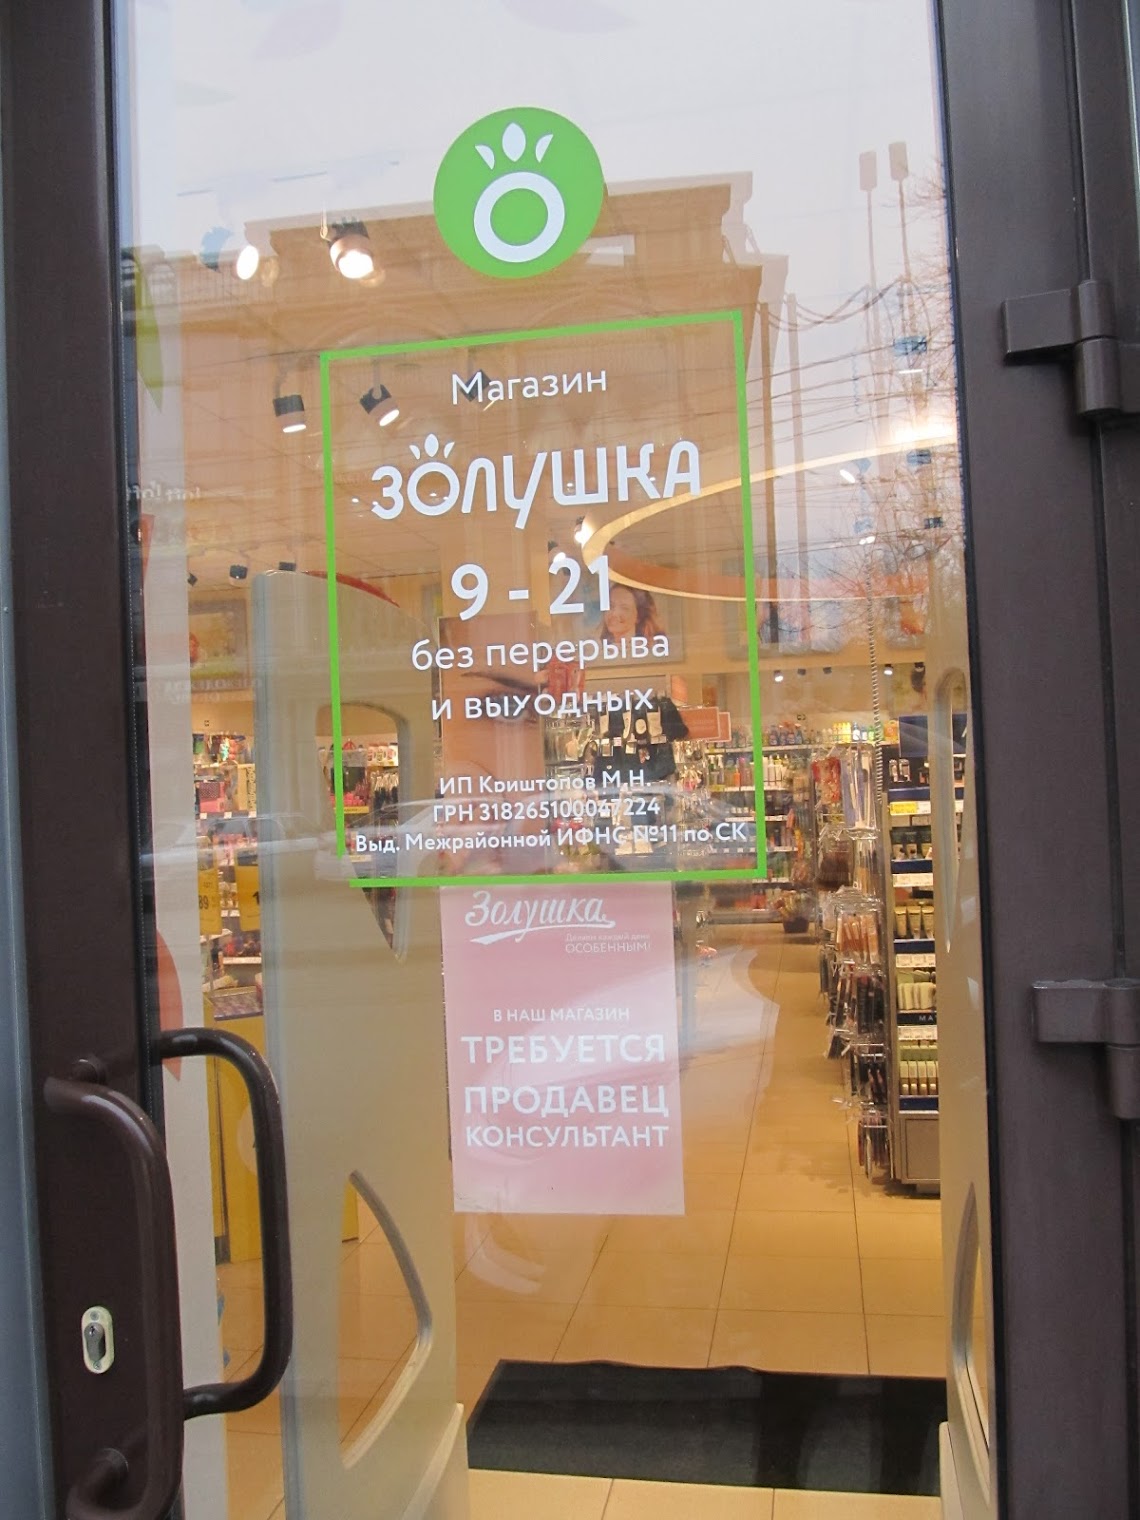 Магазин
ЗОЛУШКА
9 - 21
без перерыва
и выходных
ИП Криштопов М.Н.
ГРН 318265100047224
Выд. Межрайонной ИФНС №11 по СК
Золушка
Делаем каждый день
ОСОБЕННЫМ!
В НАШ МАГАЗИН
ТРЕБУЕТСЯ
ПРОДАВЕЦ
КОНСУЛЬТАНТ